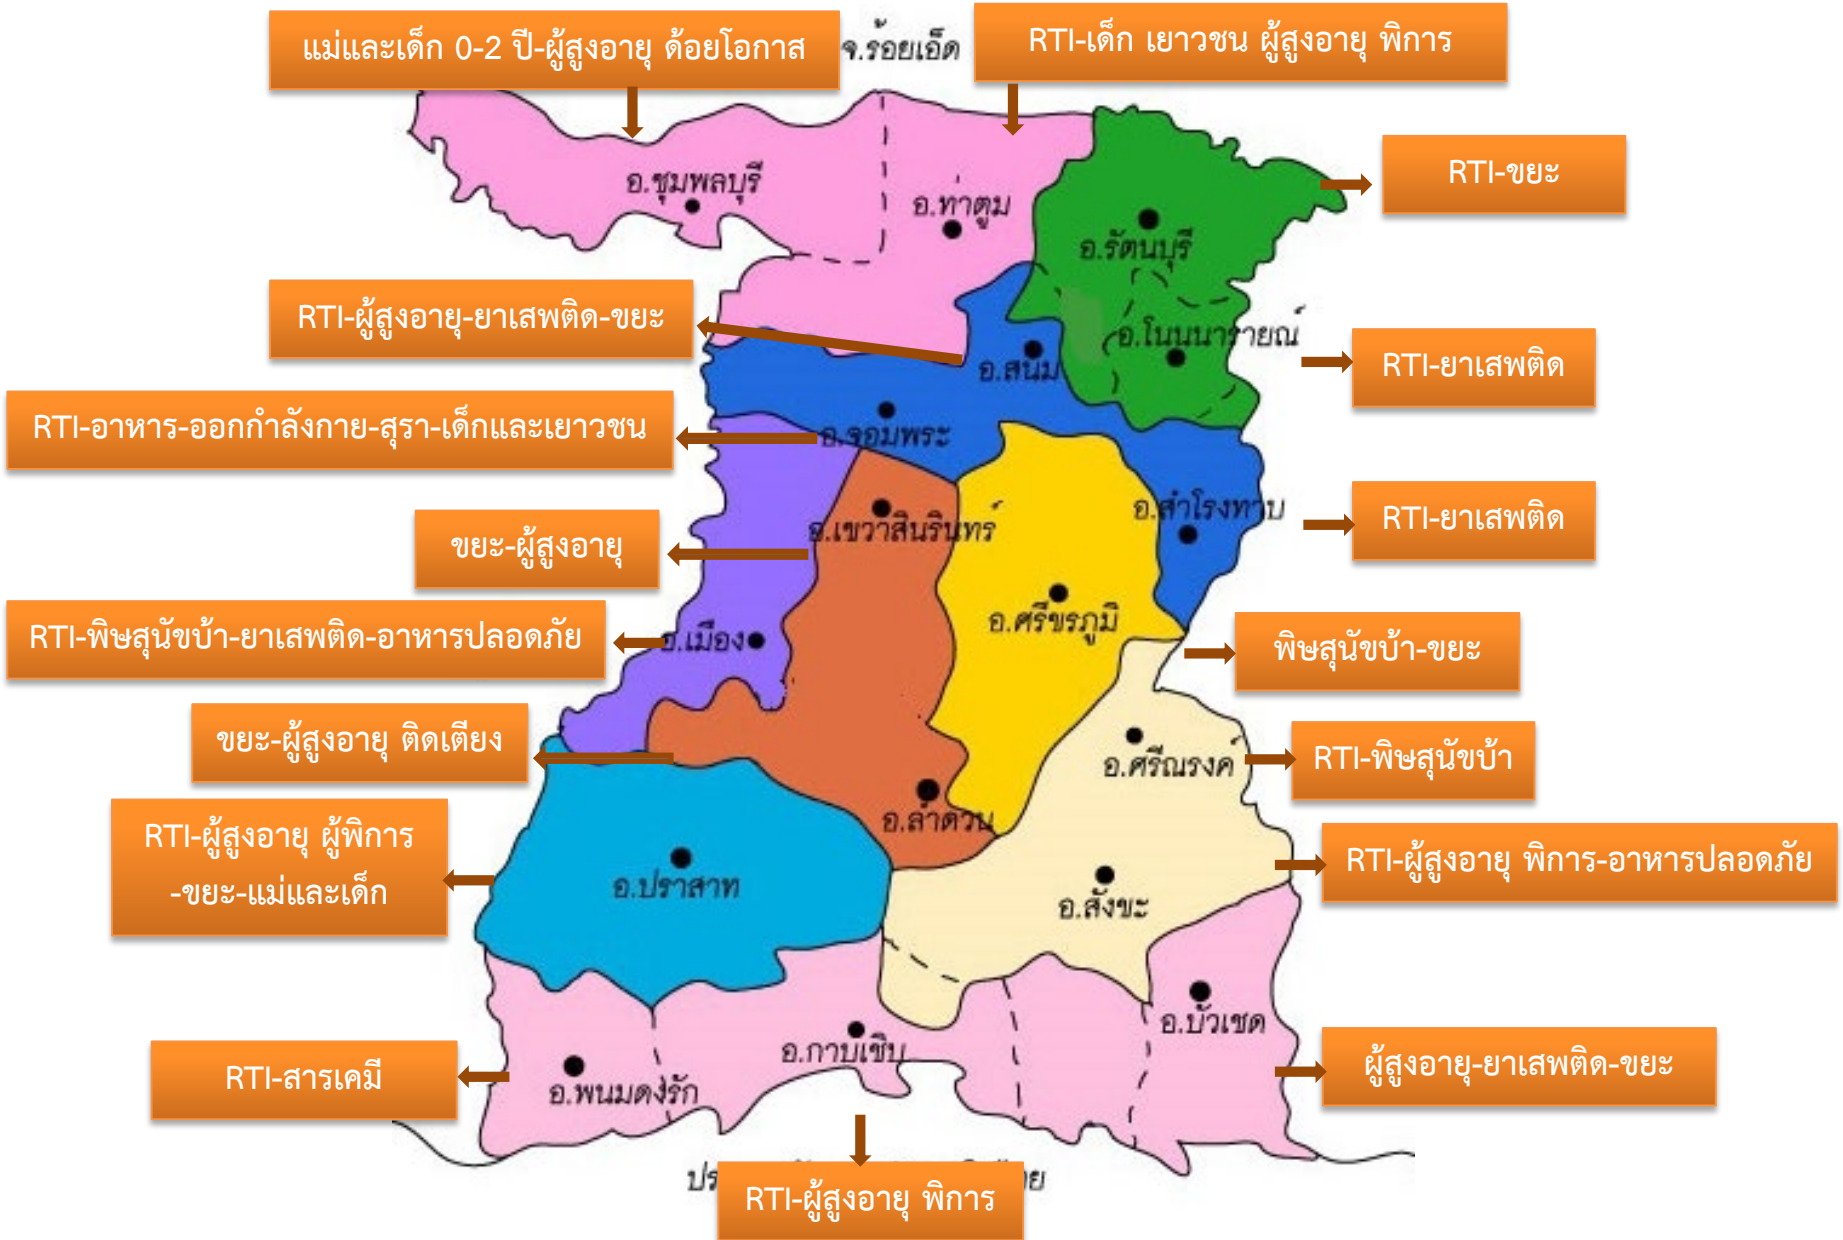 แม่และเด็ก 0-2 ปี-ผู้สูงอายุ ด้อยโอกาส
จ.ร้อยเอ็ด
RTI-เด็ก เยาวชน ผู้สูงอายุ พิการ
RTI-ขยะ
อ.ชุมพลบุรี
อ.ท่าตูม
อ.รัตนบุรี
RTI-ผู้สูงอายุ-ยาเสพติด-ขยะ
อ.โนนนารายณ์
อ.สนม
RTI-ยาเสพติด
RTI-อาหาร-ออกกำลังกาย-สุรา-เด็กและเยาวชน
อ.จอมพระ
อ.สำโรงทาบ
RTI-ยาเสพติด
อ.เขวาสินรินทร์
ขยะ-ผู้สูงอายุ
อ.ศรีขรภูมิ
RTI-พิษสุนัขบ้า-ยาเสพติด-อาหารปลอดภัย
อ.เมือง
พิษสุนัขบ้า-ขยะ
ขยะ-ผู้สูงอายุ ติดเตียง
อ.ศรีณรงค์
RTI-พิษสุนัขบ้า
อ.ลำดวน
RTI-ผู้สูงอายุ ผู้พิการ
-ขยะ-แม่และเด็ก
อ.ปราสาท
RTI-ผู้สูงอายุ พิการ-อาหารปลอดภัย
อ.สังขะ
อ.บัวเชด
อ.กาบเชิบ
RTI-สารเคมี
อ.พนมดงรัก
ผู้สูงอายุ-ยาเสพติด-ขยะ
RTI-ผู้สูงอายุ พิการ